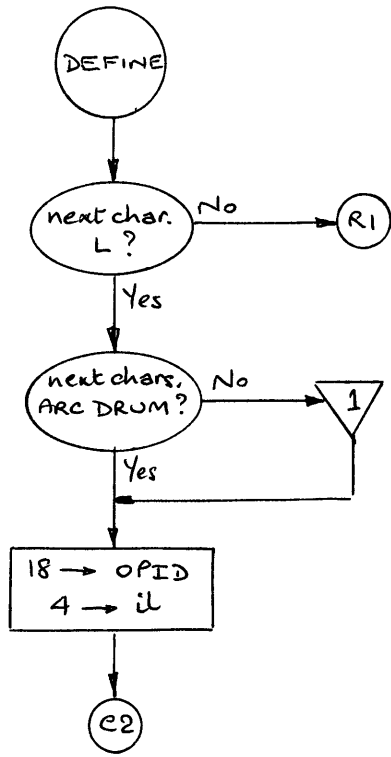 DEFINE
next char.
L ?
No
R1
Yes
next chars.
ARC DRUM?
No
1
Yes
18 → OPID
4 → il
C2